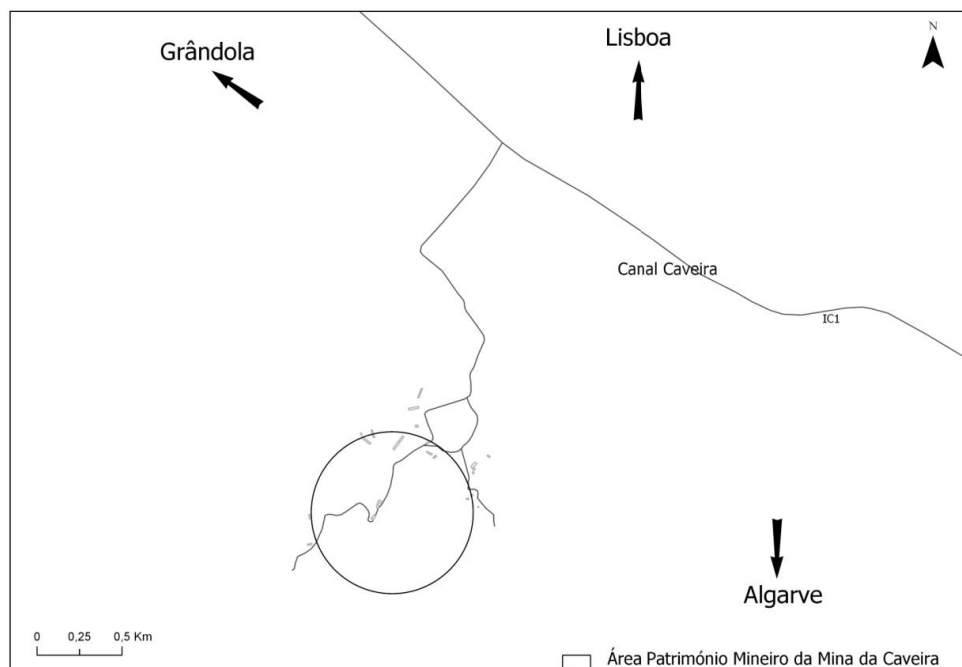 Lisboa
N
Grândola
Canal Caveira
IC1
Algarve
0 0,25 0,5 Km
Área Património Mineiro da Mina da Caveira